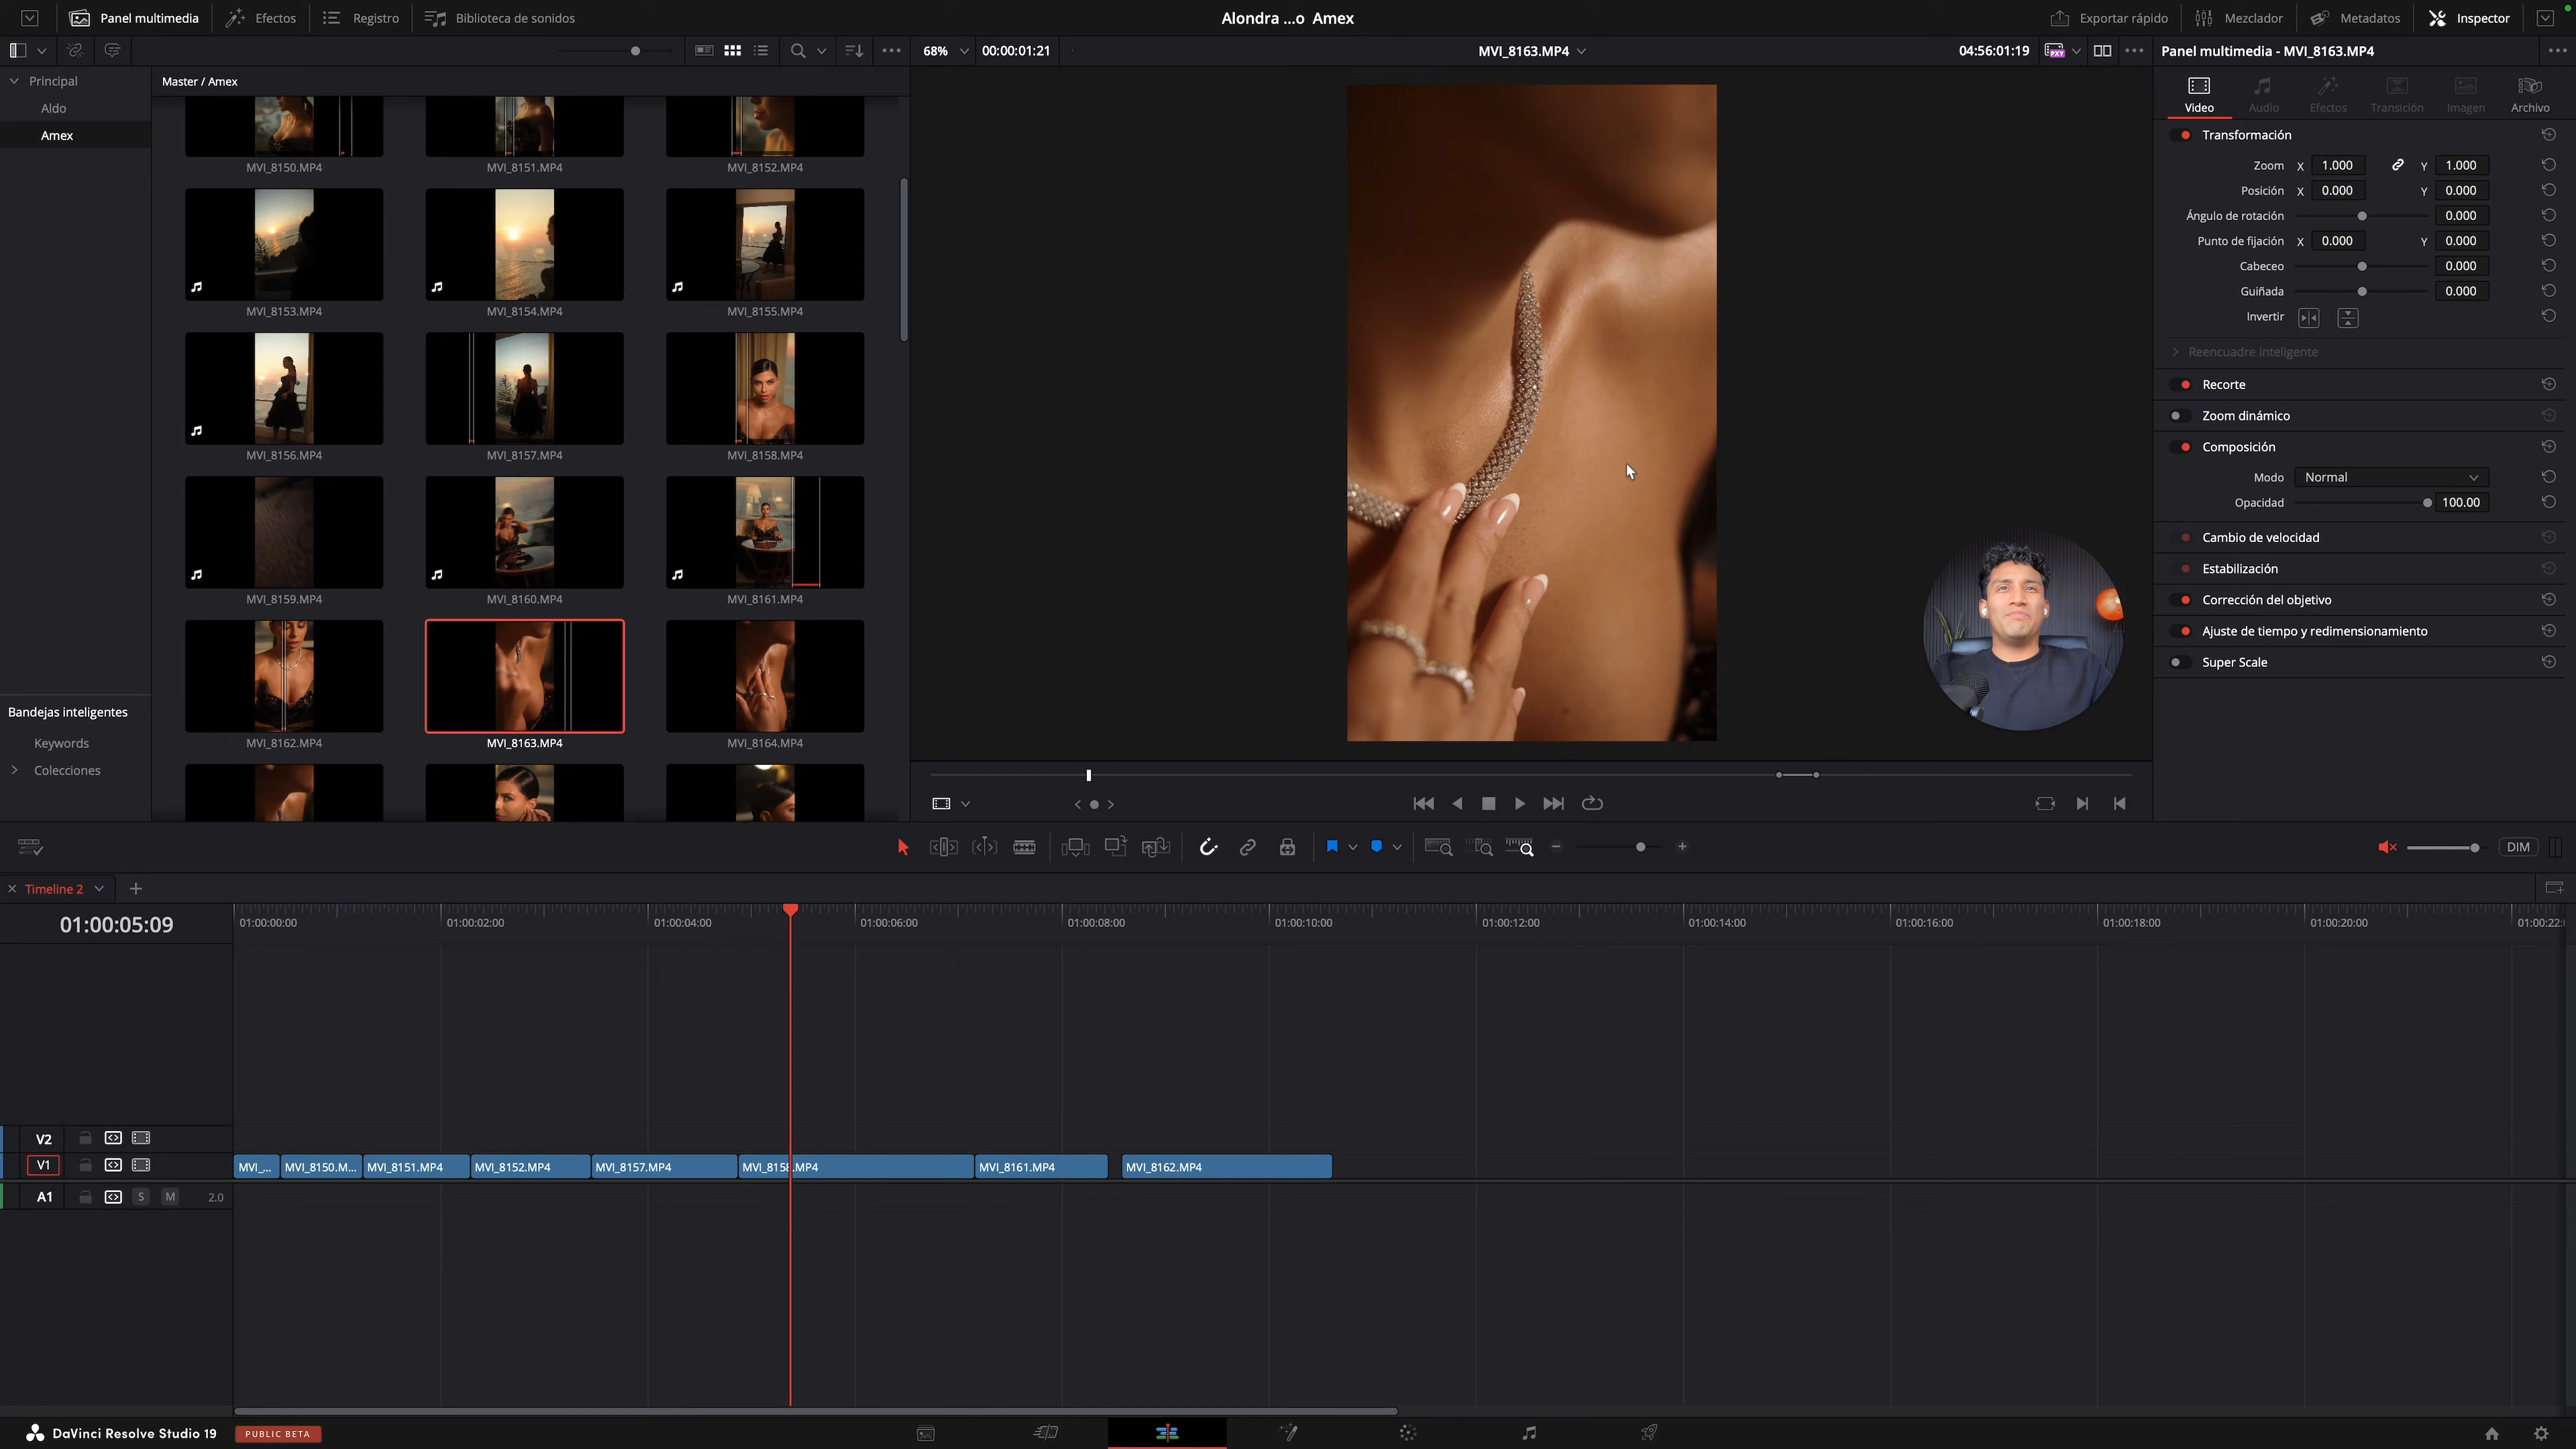 Panel multimedia
Efectos
Registro
Biblioteca de sonidos
Alondra ...o Amex
Exportar rápido
Mezclador
Metadatos
Inspector
68%
00:00:01:21
MVI_8163.MP4
04:56:01:19
PXY
Panel multimedia - MVI_8163.MP4
Principal
Aldo
Amex
Master / Amex
MVI_8150.MP4
MVI_8151.MP4
MVI_8152.MP4
MVI_8153.MP4
MVI_8154.MP4
MVI_8155.MP4
MVI_8156.MP4
MVI_8157.MP4
MVI_8158.MP4
MVI_8159.MP4
MVI_8160.MP4
MVI_8161.MP4
MVI_8162.MP4
MVI_8163.MP4
MVI_8164.MP4
Bandejas inteligentes
Keywords
Colecciones
Video
Audio
Efectos
Transición
Imagen
Archivo
Transformación
Zoom X 1.000 Y 1.000
Posición X 0.000 Y 0.000
Ángulo de rotación 0.000
Punto de fijación X 0.000 Y 0.000
Cabeceo 0.000
Guiñada 0.000
Invertir
Reencuadre inteligente
Recorte
Zoom dinámico
Composición
Modo Normal
Opacidad 100.00
Cambio de velocidad
Estabilización
Corrección del objetivo
Ajuste de tiempo y redimensionamiento
Super Scale
DIM
Timeline 2
01:00:05:09
01:00:00:00
01:00:02:00
01:00:04:00
01:00:06:00
01:00:08:00
01:00:10:00
01:00:12:00
01:00:14:00
01:00:16:00
01:00:18:00
01:00:20:00
01:00:22:
V2
V1
MVI_...
MVI_8150.M...
MVI_8151.MP4
MVI_8152.MP4
MVI_8157.MP4
MVI_8158.MP4
MVI_8161.MP4
MVI_8162.MP4
A1
S
M
2.0
DaVinci Resolve Studio 19
PUBLIC BETA